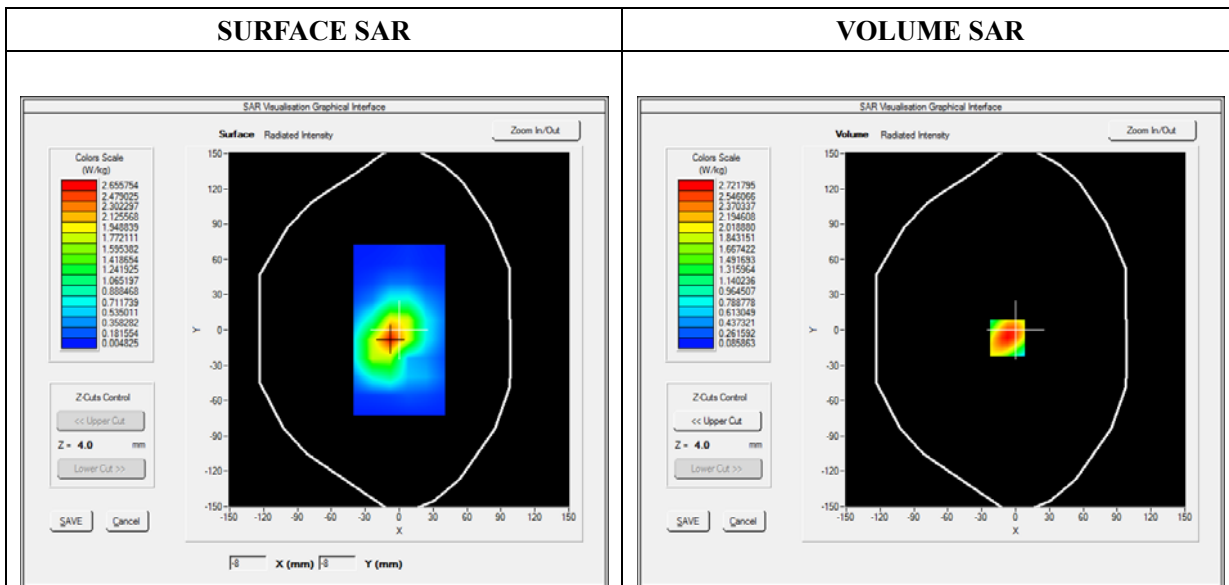 SURFACE SAR
VOLUME SAR
SAR Visualisation Graphical Interface
Surface Radiated Intensity
Zoom In/Out
Colors Scale
(W/kg)
2.655754
2.479025
2.302297
2.125568
1.948839
1.772111
1.595382
1.418654
1.241925
1.065197
0.888468
0.711739
0.535011
0.358282
0.181554
0.004825
Z-Cuts Control
<< Upper Cut
Z = 4.0 mm
Lower Cut >>
SAVE Cancel
150
120
90
60
30
0
-30
-60
-90
-120
-150
Y
-150 -120 -90 -60 -30 0 30 60 90 120 150
X
-8 X (mm) -8 Y (mm)
SAR Visualisation Graphical Interface
Volume Radiated Intensity
Zoom In/Out
Colors Scale
(W/kg)
2.721795
2.546066
2.370337
2.194608
2.018880
1.843151
1.667422
1.491693
1.315964
1.140236
0.964507
0.788778
0.613049
0.437321
0.261592
0.085863
Z-Cuts Control
<< Upper Cut
Z = 4.0 mm
Lower Cut >>
SAVE Cancel
150
120
90
60
30
0
-30
-60
-90
-120
-150
Y
-150 -120 -90 -60 -30 0 30 60 90 120 150
X